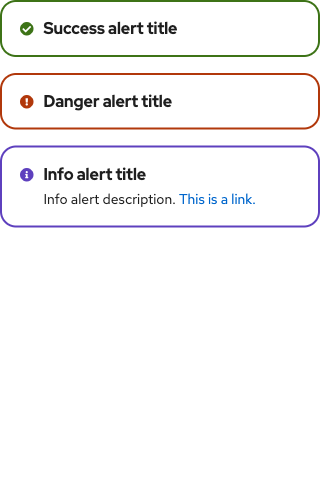 Success alert title
Danger alert title
Info alert title
Info alert description. This is a link.